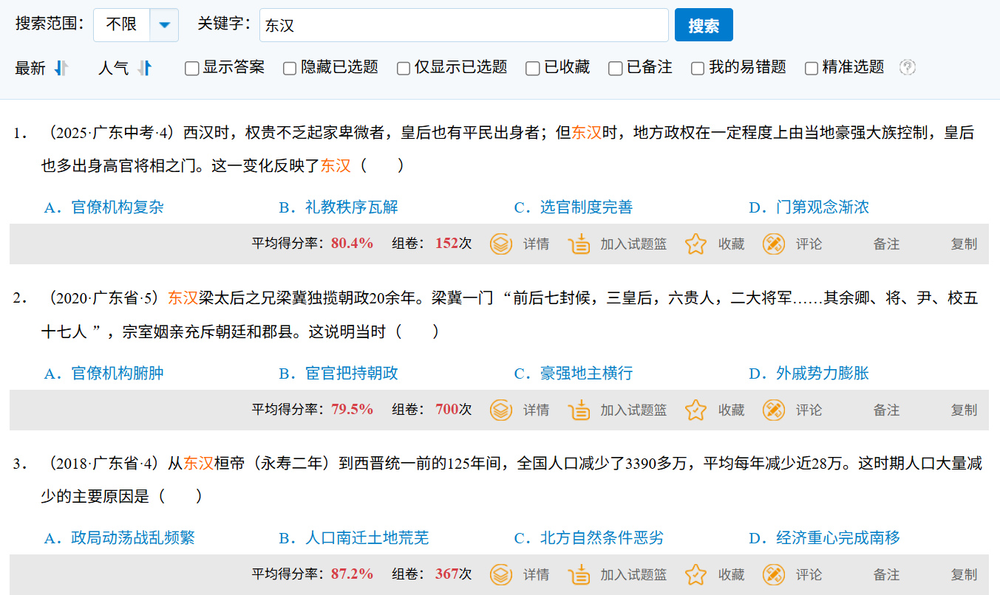 搜索范围： 不限 关键字： 东汉 搜索
最新 人气 显示答案 隐藏已选题 仅显示已选题 已收藏 已备注 我的易错题 精准选题 ?
1．（2025·广东中考·4）西汉时，权贵不乏起家卑微者，皇后也有平民出身者；但东汉时，地方政权在一定程度上由当地豪强大族控制，皇后
也多出身高官将相之门。这一变化反映了东汉（　　）
A．官僚机构复杂 B．礼教秩序瓦解 C．选官制度完善 D．门第观念渐浓
平均得分率：80.4% 组卷： 152次 详情 加入试题篮 收藏 评论 备注 复制
2．（2020·广东省·5）东汉梁太后之兄梁冀独揽朝政20余年。梁冀一门 “前后七封候，三皇后，六贵人，二大将军……其余卿、将、尹、校五
十七人 ”，宗室姻亲充斥朝廷和郡县。这说明当时（　　）
A．官僚机构腑肿 B．宦官把持朝政 C．豪强地主横行 D．外戚势力膨胀
平均得分率：79.5% 组卷： 700次 详情 加入试题篮 收藏 评论 备注 复制
3．（2018·广东省·4）从东汉桓帝（永寿二年）到西晋统一前的125年间，全国人口减少了3390多万，平均每年减少近28万。这时期人口大量减
少的主要原因是（　　）
A．政局动荡战乱频繁 B．人口南迁土地荒芜 C．北方自然条件恶劣 D．经济重心完成南移
平均得分率：87.2% 组卷： 367次 详情 加入试题篮 收藏 评论 备注 复制